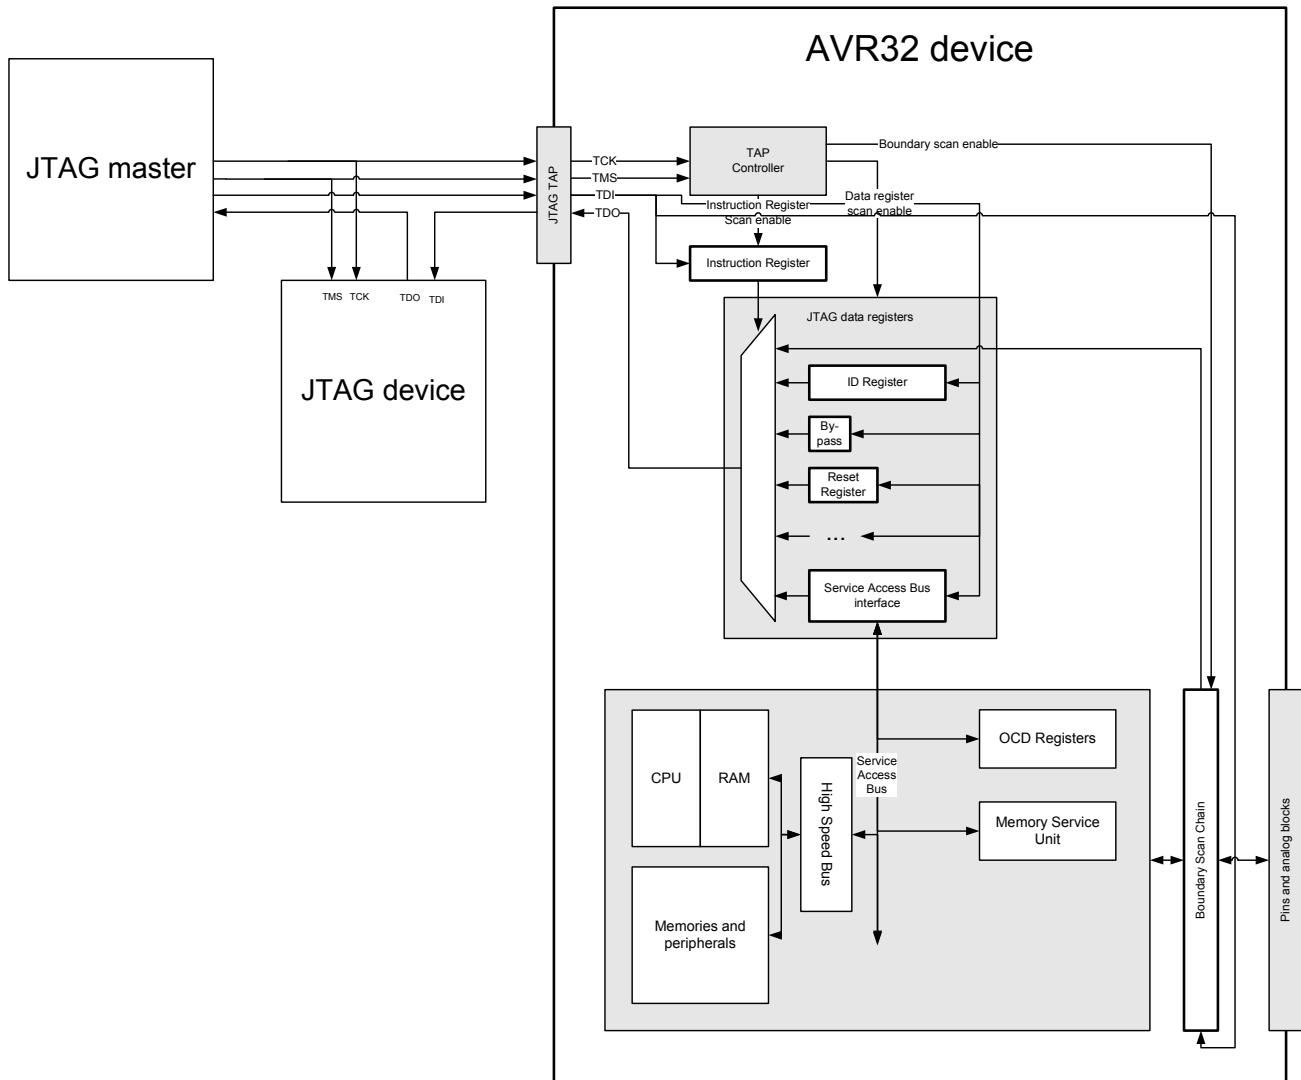 AVR32 device
JTAG master
JTAG TAP
TCK
TMS
TDI
TDO
TAP
Controller
Boundary scan enable
Data register
scan enable
Instruction Register
Scan enable
Instruction Register
TMS TCK TDO TDI
JTAG device
JTAG data registers
ID Register
By-
pass
Reset
Register
...
Service Access Bus
interface
CPU
RAM
High Speed Bus
Service
Access
Bus
OCD Registers
Memory Service
Unit
Memories and
peripherals
Boundary Scan Chain
Pins and analog blocks